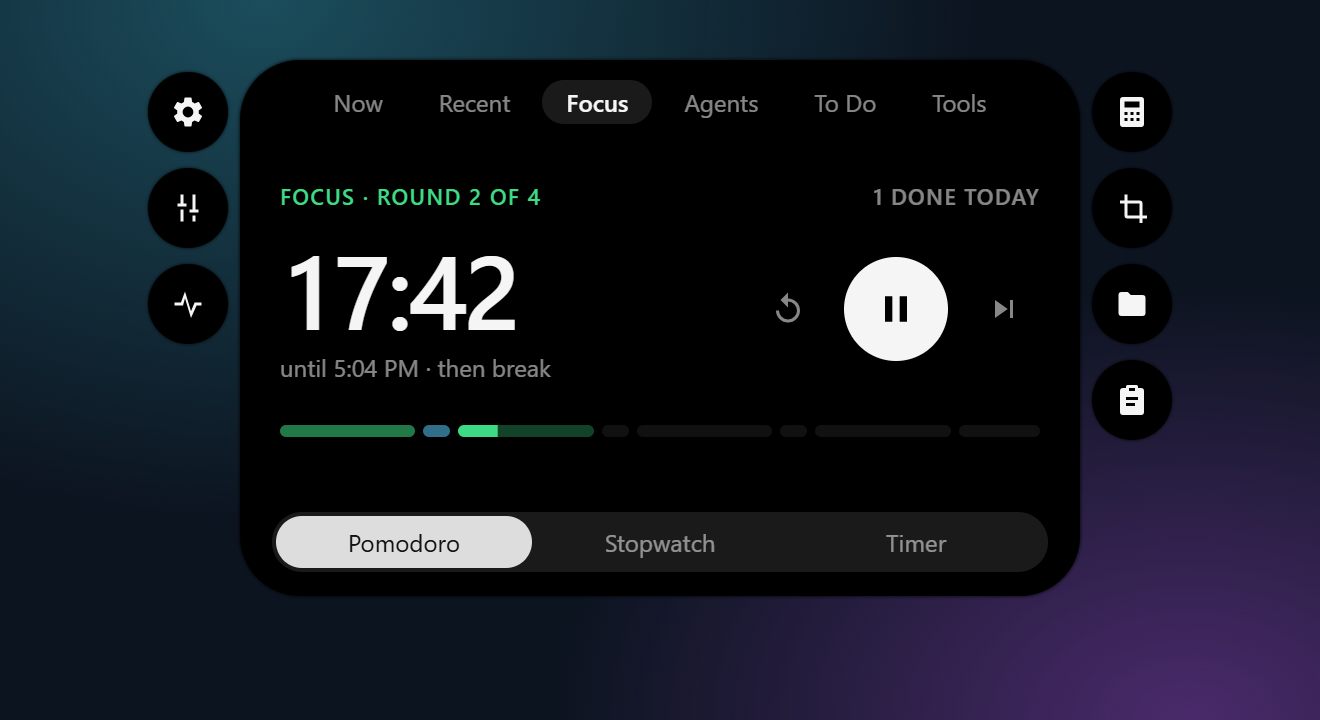 Now Recent Focus Agents To Do Tools
FOCUS · ROUND 2 OF 4 1 DONE TODAY
17:42
until 5:04 PM · then break
Pomodoro Stopwatch Timer